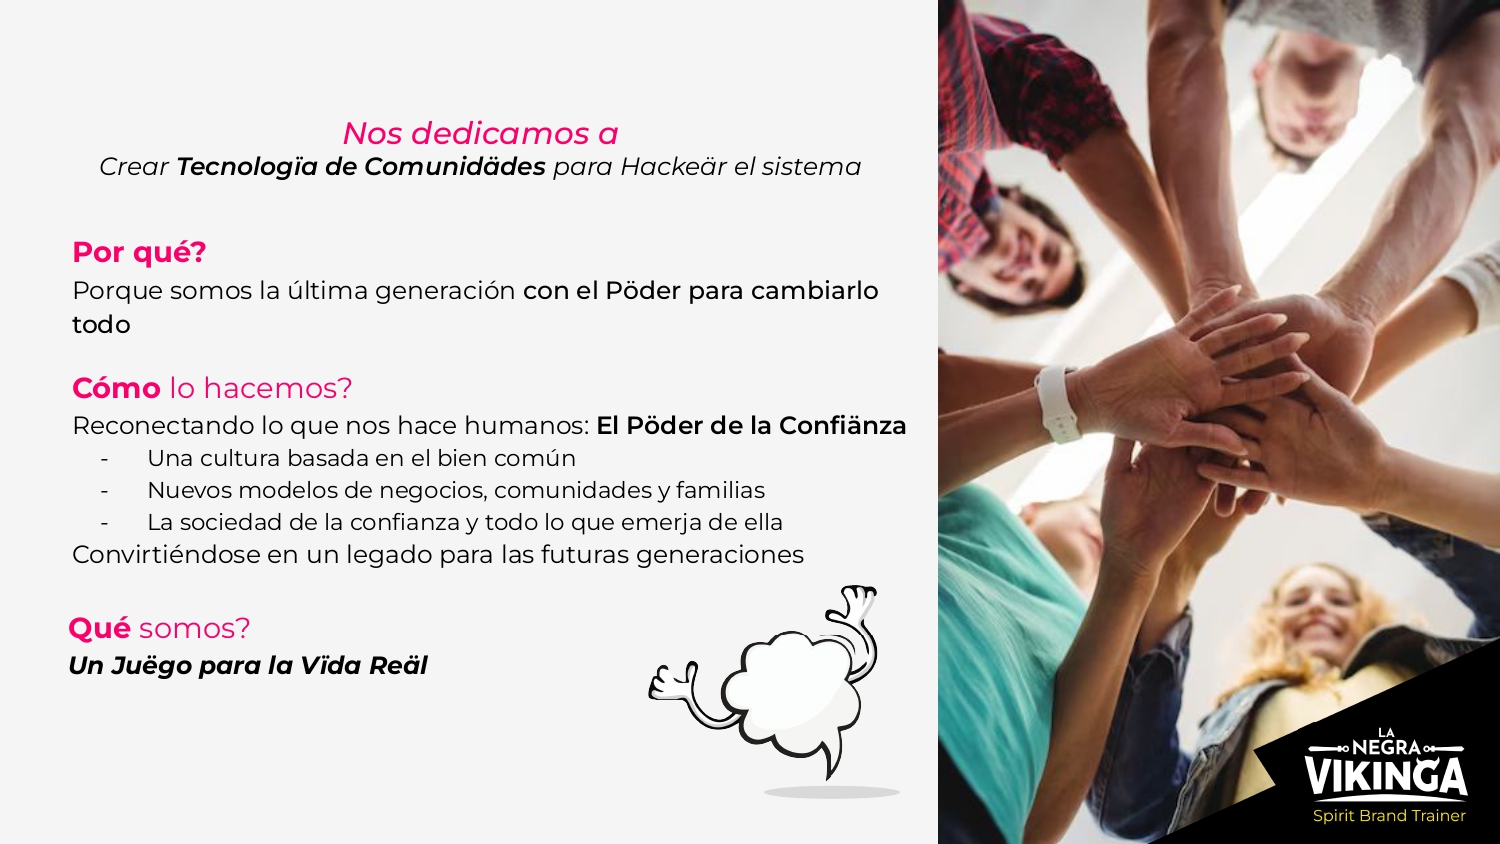 Nos dedicamos a
Crear Tecnologïa de Comunidädes para Hackeär el sistema
Por qué?
Porque somos la última generación con el Pöder para cambiarlo
todo
Cómo lo hacemos?
Reconectando lo que nos hace humanos: El Pöder de la Confiänza
- Una cultura basada en el bien común
- Nuevos modelos de negocios, comunidades y familias
- La sociedad de la confianza y todo lo que emerja de ella
Convirtiéndose en un legado para las futuras generaciones
Qué somos?
Un Juëgo para la Vïda Reäl
LA
NEGRA
VIKINGA
Spirit Brand Trainer